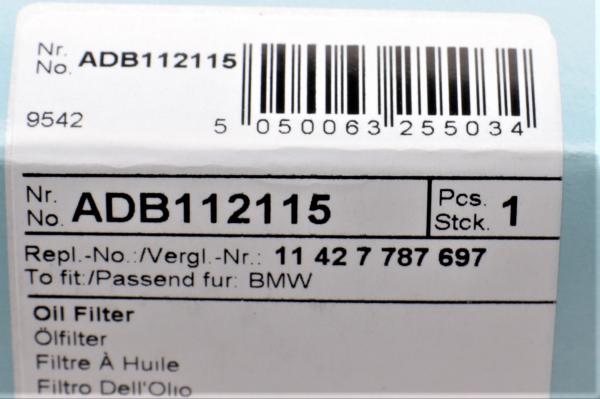 Nr.
No. ADB112115
9542
5 050063 255034
Nr.
No. ADB112115
Pcs.
Stck. 1
Repl.-No.:/Vergl.-Nr.: 11 42 7 787 697
To fit:/Passend fur: BMW
Oil Filter
Ölfilter
Filtre À Huile
Filtro Dell'Olio